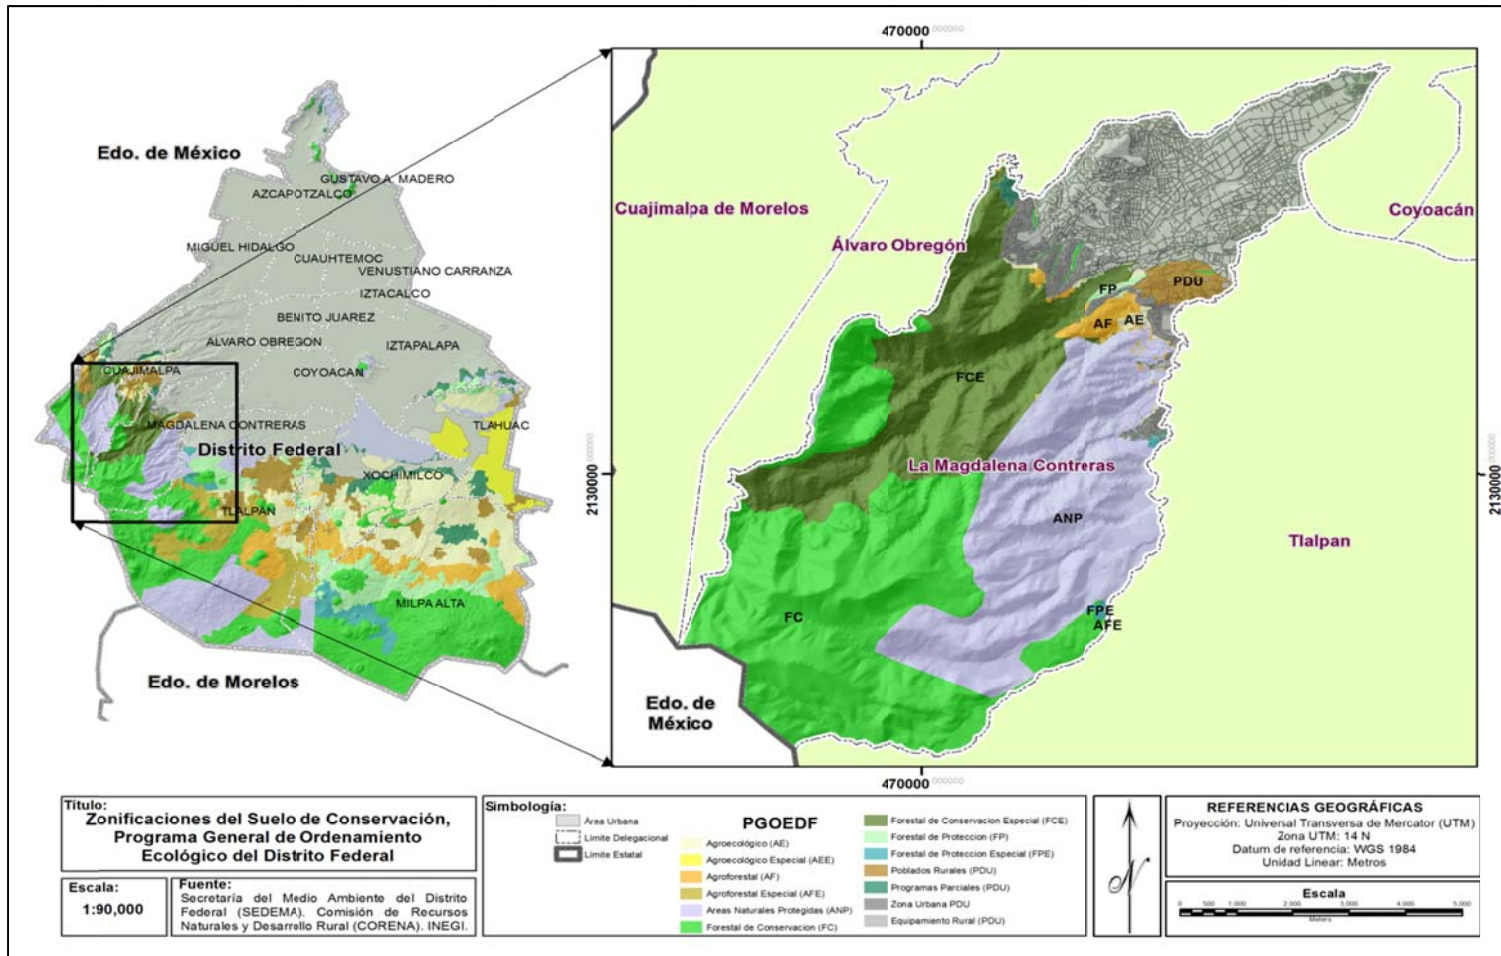 470000 000000
Edo. de México
GUSTAVO A. MADERO
AZCAPOTZALCO
MIGUEL HIDALGO
CUAUHTEMOC
VENUSTIANO CARRANZA
IZTACALCO
BENITO JUAREZ
ALVARO OBREGON
IZTAPALAPA
COYOACAN
CUAJIMALPA
MAGDALENA CONTRERAS
TLAHUAC
Distrito Federal
XOCHIMILCO
TLALPAN
MILPA ALTA
Edo. de Morelos
Cuajimalpa de Morelos
Álvaro Obregón
Coyoacán
PDU
FP
AF
AE
FCE
La Magdalena Contreras
ANP
Tlalpan
FPE
AFE
FC
Edo. de
México
2130000 000000
2130000
470000 000000
Título:
Zonificaciones del Suelo de Conservación,
Programa General de Ordenamiento
Ecológico del Distrito Federal
Escala:
1:90,000
Fuente:
Secretaría del Medio Ambiente del Distrito
Federal (SEDEMA). Comisión de Recursos
Naturales y Desarrollo Rural (CORENA). INEGI.
Simbología:
Área Urbana
Limite Delegacional
Limite Estatal
PGOEDF
Agroecológico (AE)
Agroecológico Especial (AEE)
Agroforestal (AF)
Agroforestal Especial (AFE)
Areas Naturales Protegidas (ANP)
Forestal de Conservacion (FC)
Forestal de Conservacion Especial (FCE)
Forestal de Proteccion (FP)
Forestal de Proteccion Especial (FPE)
Poblados Rurales (PDU)
Programas Parciales (PDU)
Zona Urbana PDU
Equipamiento Rural (PDU)
N
REFERENCIAS GEOGRÁFICAS
Proyección: Universal Transversa de Mercator (UTM)
Zona UTM: 14 N
Datum de referencia: WGS 1984
Unidad Linear: Metros
Escala
0 500 1,000 2,000 3,000 4,000 5,000
Meters